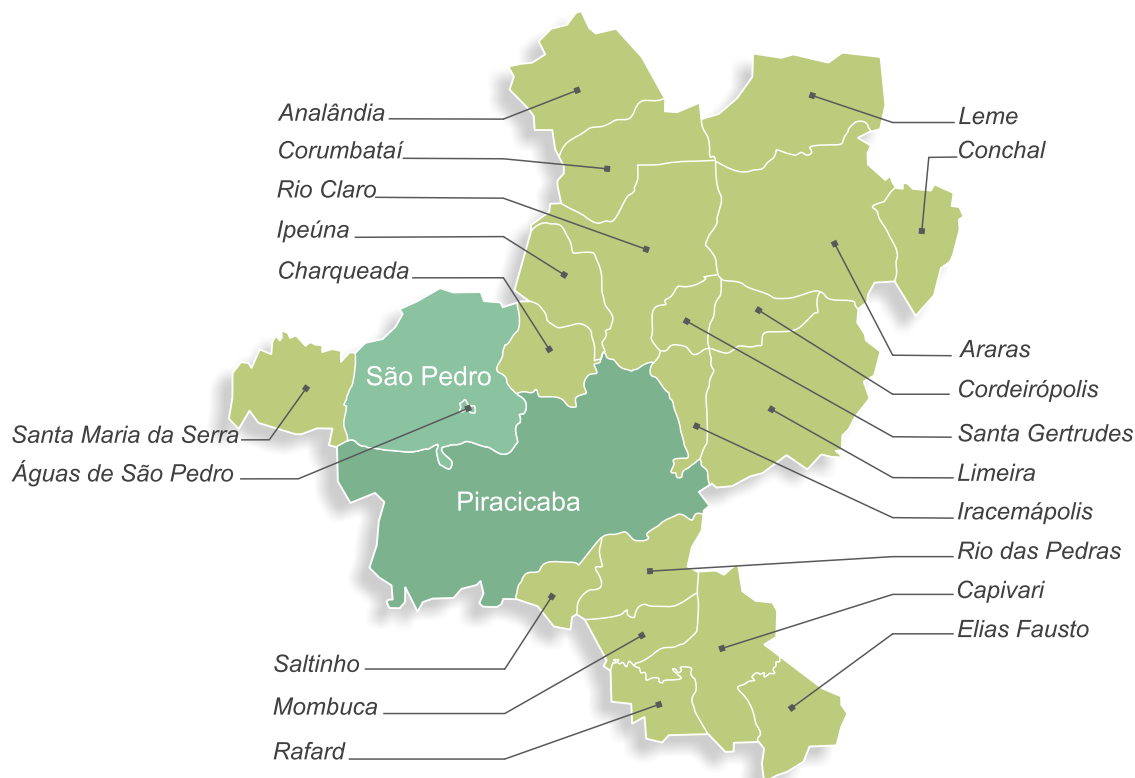 Analândia
Corumbataí
Rio Claro
Ipeúna
Charqueada
São Pedro
Santa Maria da Serra
Águas de São Pedro
Piracicaba
Leme
Conchal
Araras
Cordeirópolis
Santa Gertrudes
Limeira
Iracemápolis
Rio das Pedras
Capivari
Elias Fausto
Saltinho
Mombuca
Rafard